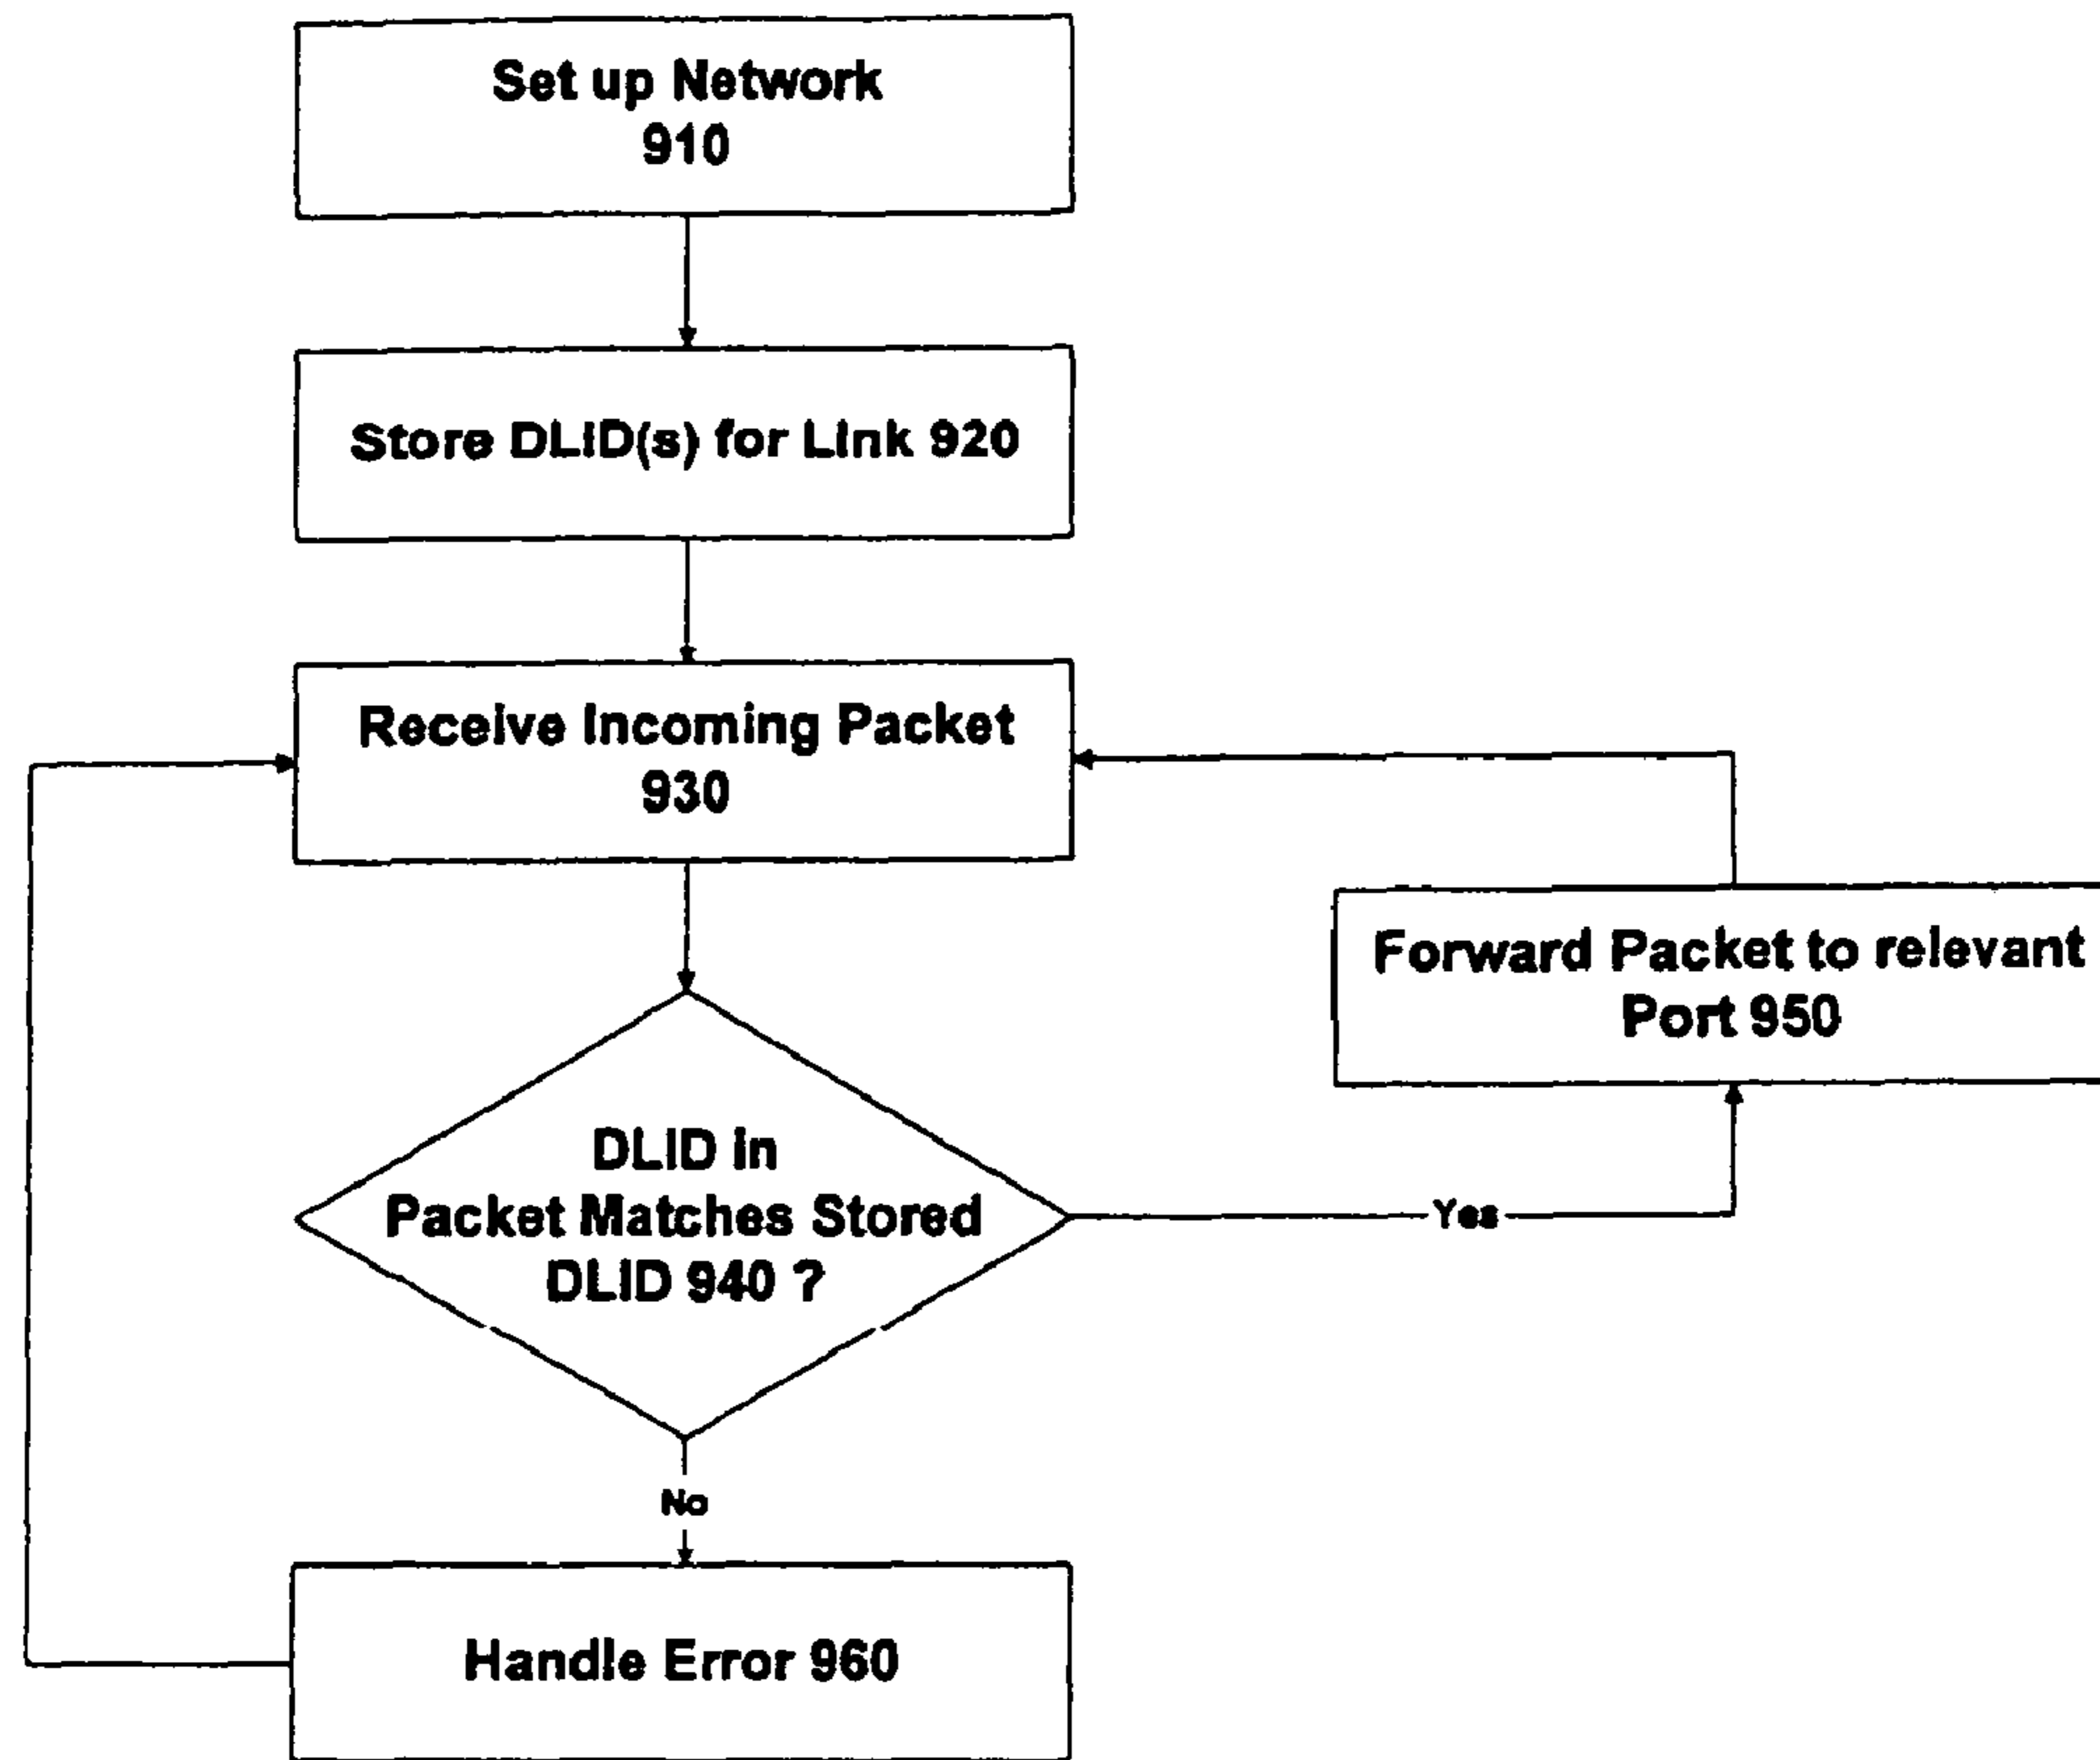 Set up Network
910
Store DLID(s) for Link 920
Receive Incoming Packet
930
Forward Packet to relevant
Port 950
DLID in
Packet Matches Stored
DLID 940 ?
Yes
No
Handle Error 960